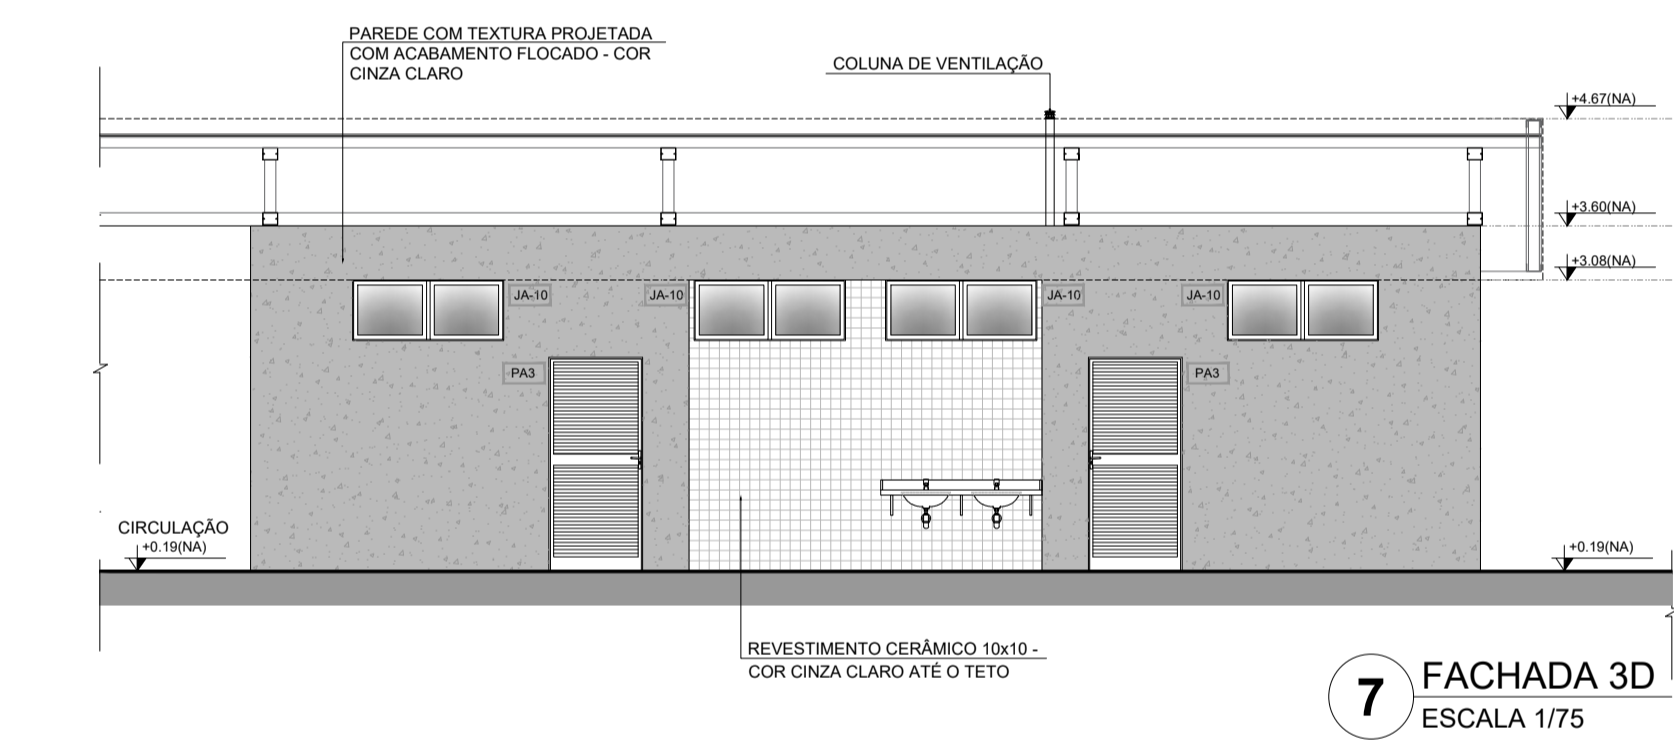 PAREDE COM TEXTURA PROJETADA
COM ACABAMENTO FLOCADO - COR
CINZA CLARO
COLUNA DE VENTILAÇÃO
+4.67(NA)
+3.60(NA)
+3.08(NA)
JA-10
JA-10
JA-10
JA-10
PA3
PA3
CIRCULAÇÃO
+0.19(NA)
+0.19(NA)
REVESTIMENTO CERÂMICO 10x10 -
COR CINZA CLARO ATÉ O TETO
7
FACHADA 3D
ESCALA 1/75